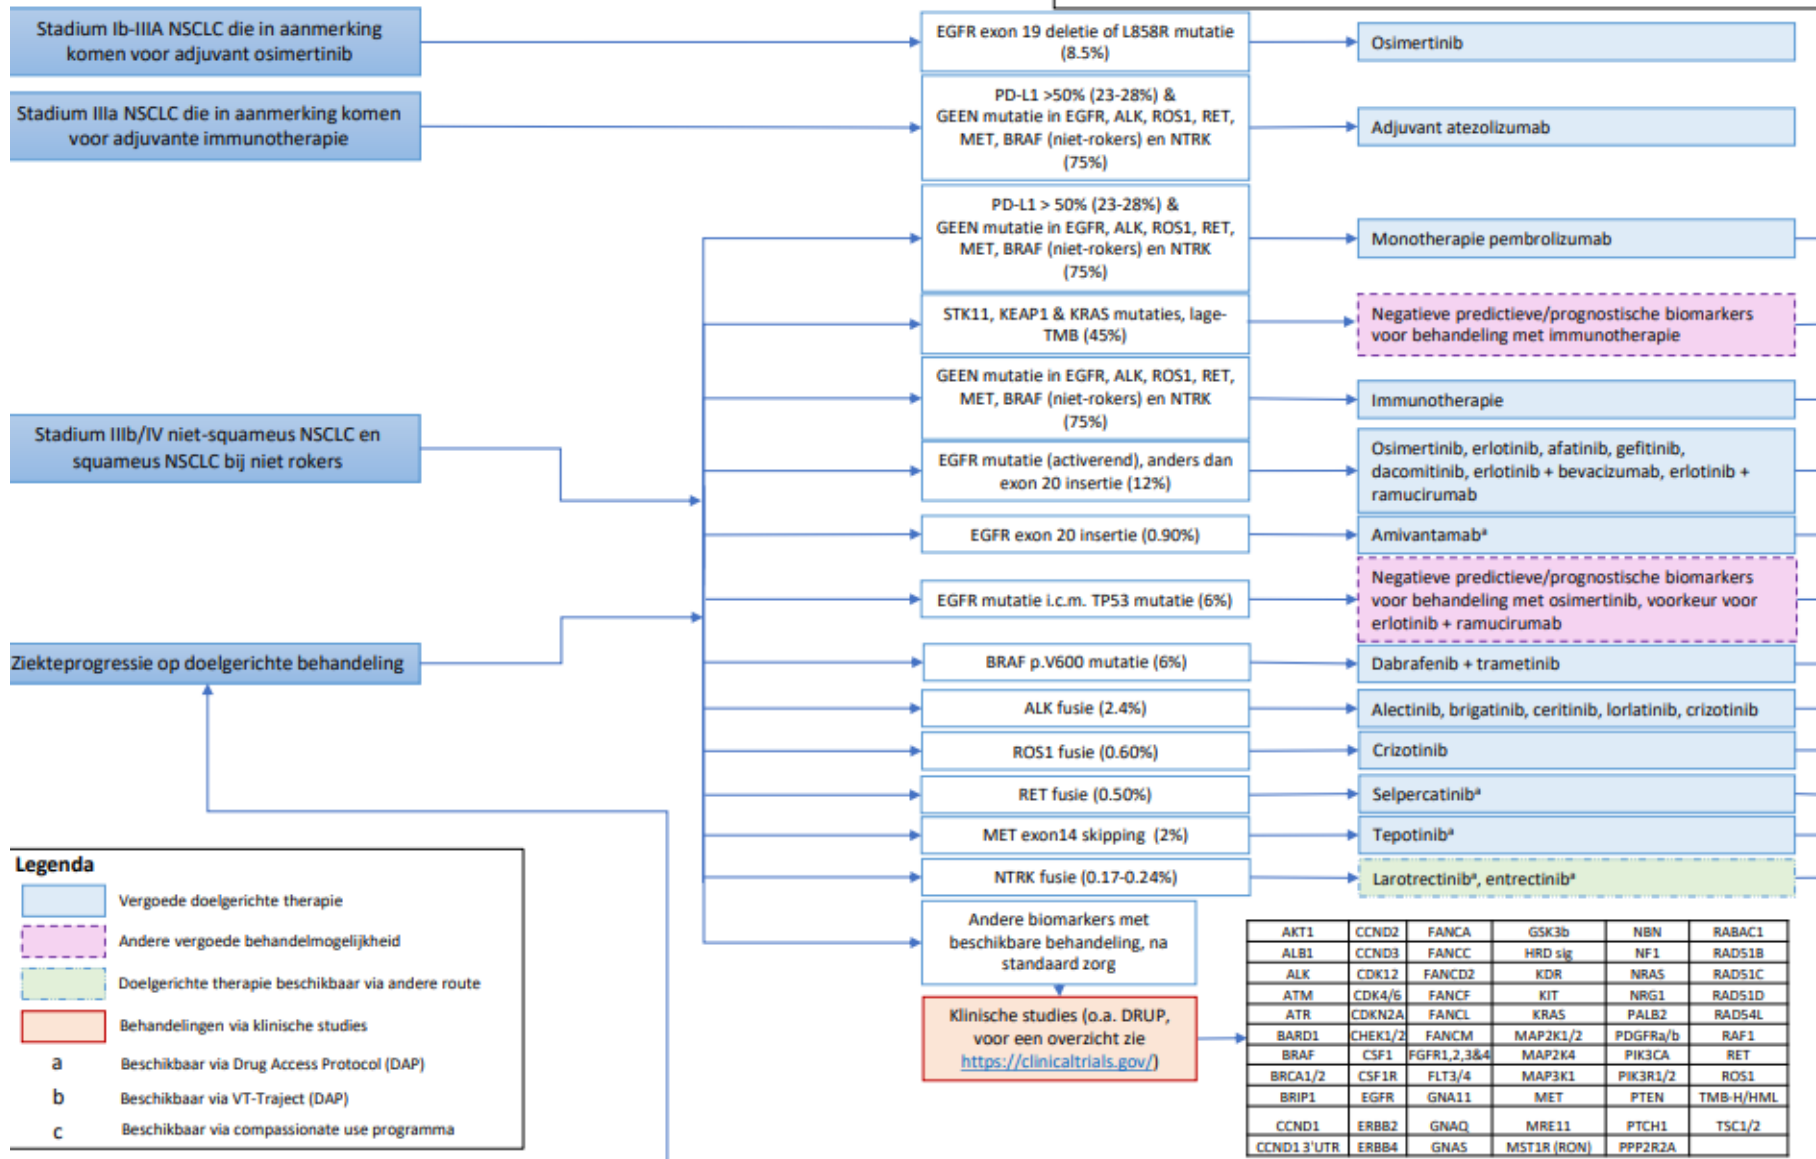 Stadium Ib-IIIA NSCLC die in aanmerking
komen voor adjuvant osimertinib
EGFR exon 19 deletie of L858R mutatie
(8.5%)
Osimertinib
Stadium IIIa NSCLC die in aanmerking komen
voor adjuvante immunotherapie
PD-L1 >50% (23-28%) &
GEEN mutatie in EGFR, ALK, ROS1, RET,
MET, BRAF (niet-rokers) en NTRK
(75%)
Adjuvant atezolizumab
PD-L1 > 50% (23-28%) &
GEEN mutatie in EGFR, ALK, ROS1, RET,
MET, BRAF (niet-rokers) en NTRK
(75%)
Monotherapie pembrolizumab
STK11, KEAP1 & KRAS mutaties, lage-
TMB (45%)
Negatieve predictieve/prognostische biomarkers
voor behandeling met immunotherapie
GEEN mutatie in EGFR, ALK, ROS1, RET,
MET, BRAF (niet-rokers) en NTRK
(75%)
Immunotherapie
Stadium IIIb/IV niet-squameus NSCLC en
squameus NSCLC bij niet rokers
EGFR mutatie (activerend), anders dan
exon 20 insertie (12%)
Osimertinib, erlotinib, afatinib, gefitinib,
dacomitinib, erlotinib + bevacizumab, erlotinib +
ramucirumab
EGFR exon 20 insertie (0.90%)
Amivantamabᵃ
EGFR mutatie i.c.m. TP53 mutatie (6%)
Negatieve predictieve/prognostische biomarkers
voor behandeling met osimertinib, voorkeur voor
erlotinib + ramucirumab
Ziekteprogressie op doelgerichte behandeling
BRAF p.V600 mutatie (6%)
Dabrafenib + trametinib
ALK fusie (2.4%)
Alectinib, brigatinib, ceritinib, lorlatinib, crizotinib
ROS1 fusie (0.60%)
Crizotinib
RET fusie (0.50%)
Selpercatinibᵃ
MET exon14 skipping (2%)
Tepotinibᵃ
NTRK fusie (0.17-0.24%)
Larotrectinibᵃ, entrectinibᵃ
Andere biomarkers met
beschikbare behandeling, na
standaard zorg
Klinische studies (o.a. DRUP,
voor een overzicht zie
https://clinicaltrials.gov/)
Legenda
Vergoede doelgerichte therapie
Andere vergoede behandelmogelijkheid
Doelgerichte therapie beschikbaar via andere route
Behandelingen via klinische studies
a Beschikbaar via Drug Access Protocol (DAP)
b Beschikbaar via VT-Traject (DAP)
c Beschikbaar via compassionate use programma
AKT1 CCND2 FANCA GSK3b NBN RABAC1
ALB1 CCND3 FANCC HRD sig NF1 RAD51B
ALK CDK12 FANCD2 KDR NRAS RAD51C
ATM CDK4/6 FANCF KIT NRG1 RAD51D
ATR CDKN2A FANCL KRAS PALB2 RAD54L
BARD1 CHEK1/2 FANCM MAP2K1/2 PDGFRa/b RAF1
BRAF CSF1 FGFR1,2,3&4 MAP2K4 PIK3CA RET
BRCA1/2 CSF1R FLT3/4 MAP3K1 PIK3R1/2 ROS1
BRIP1 EGFR GNA11 MET PTEN TMB-H/HML
CCND1 ERBB2 GNAQ MRE11 PTCH1 TSC1/2
CCND1 3'UTR ERBB4 GNAS MST1R (RON) PPP2R2A